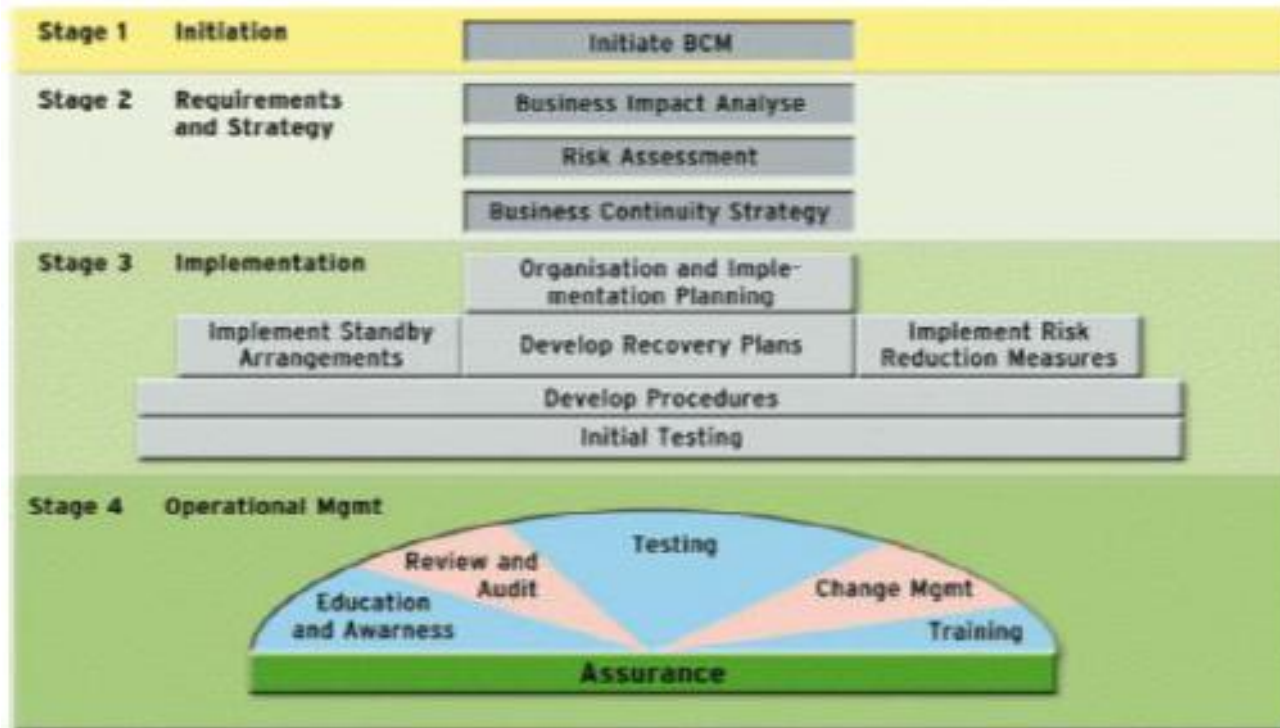 Stage 1 Initiation
Initiate BCM
Stage 2 Requirements
and Strategy
Business Impact Analyse
Risk Assessment
Business Continuity Strategy
Stage 3 Implementation
Organisation and Imple-
mentation Planning
Implement Standby
Arrangements
Develop Recovery Plans
Implement Risk
Reduction Measures
Develop Procedures
Initial Testing
Stage 4 Operational Mgmt
Education
and Awarness
Review and
Audit
Testing
Change Mgmt
Training
Assurance